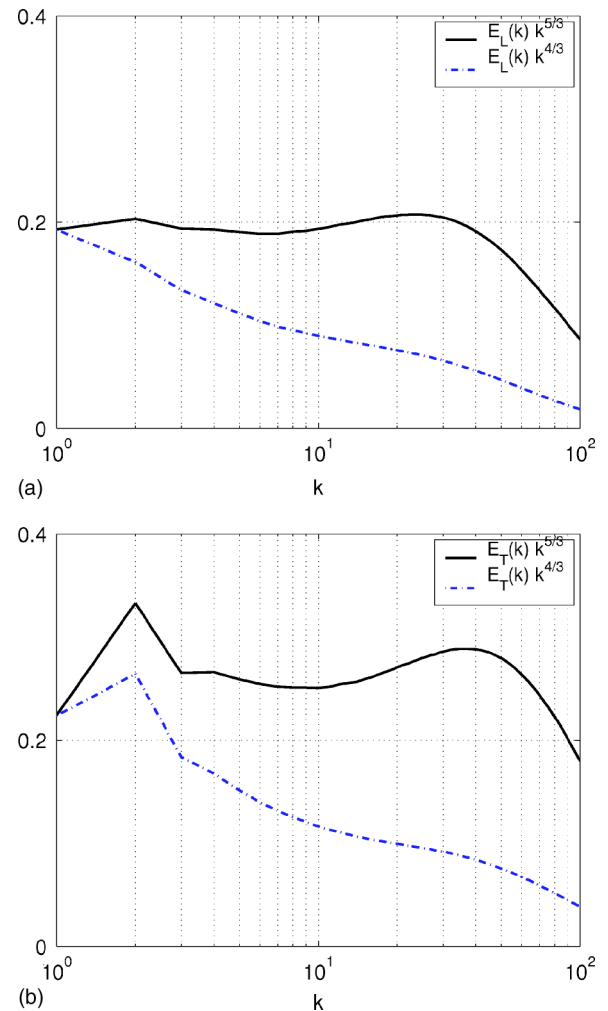 0.4
E_L(k) k^{5/3}
E_L(k) k^{4/3}
0.2
0
10^0 10^1 10^2
(a) k
0.4
E_T(k) k^{5/3}
E_T(k) k^{4/3}
0.2
0
10^0 10^1 10^2
(b) k